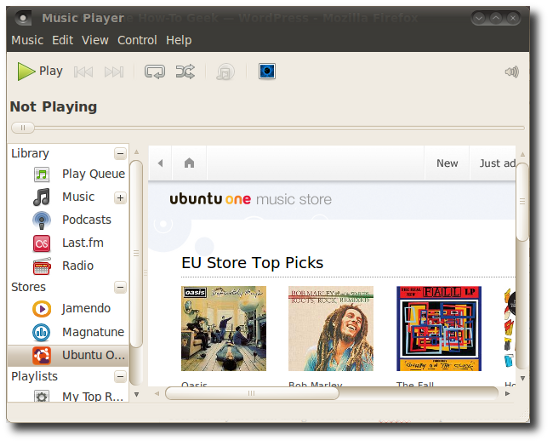 Music Player How-To Geek — WordPress - Mozilla Firefox
Music Edit View Control Help
Play
Not Playing
Library
Play Queue
Music
Podcasts
Last.fm
Radio
Stores
Jamendo
Magnatune
Ubuntu O...
Playlists
My Top R...
New Just ad
ubuntu one music store
EU Store Top Picks
oasis
BOB MARLEY
ROOTS, ROCK, REMIXED
FALL LP
Oasis Bob Marley The Fall Ho